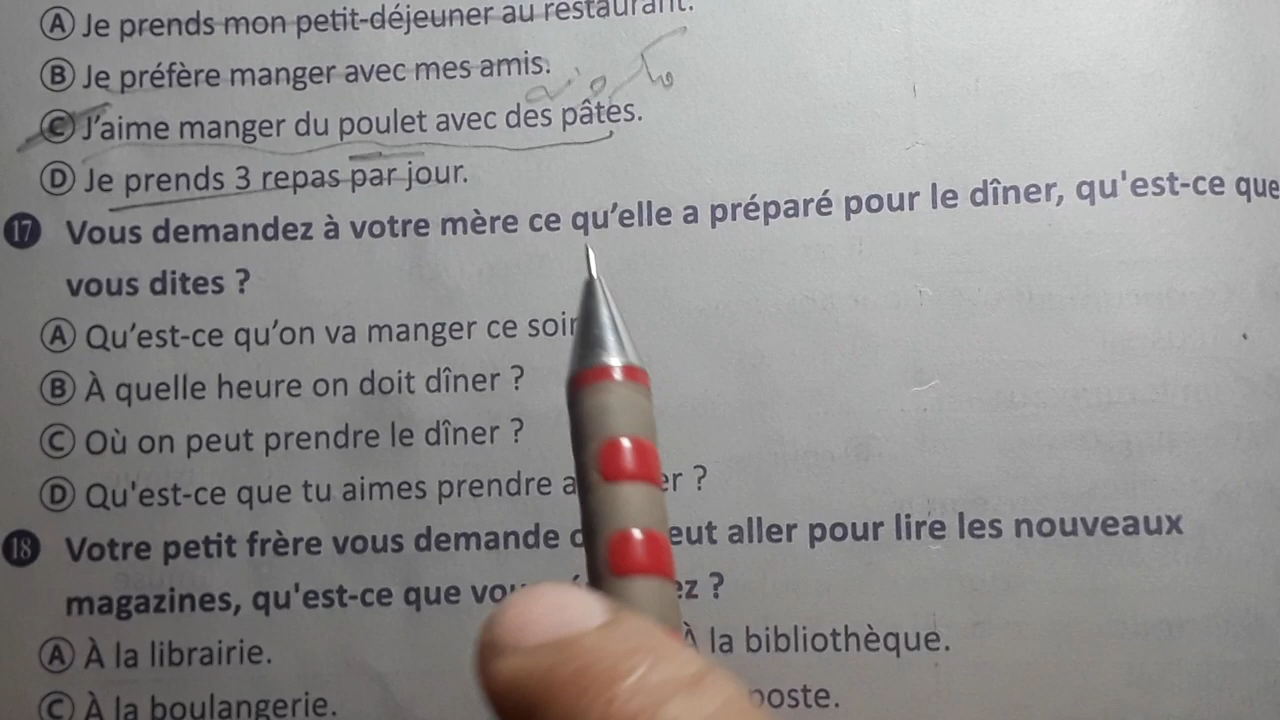 A Je prends mon petit-déjeuner au restaurant.
B Je préfère manger avec mes amis.
C J'aime manger du poulet avec des pâtes.
D Je prends 3 repas par jour.
17 Vous demandez à votre mère ce qu'elle a préparé pour le dîner, qu'est-ce que
vous dites ?
A Qu'est-ce qu'on va manger ce soir
B À quelle heure on doit dîner ?
C Où on peut prendre le dîner ?
D Qu'est-ce que tu aimes prendre a er ?
18 Votre petit frère vous demande eut aller pour lire les nouveaux
magazines, qu'est-ce que vou ez ?
A À la librairie. À la bibliothèque.
C À la boulangerie. poste.